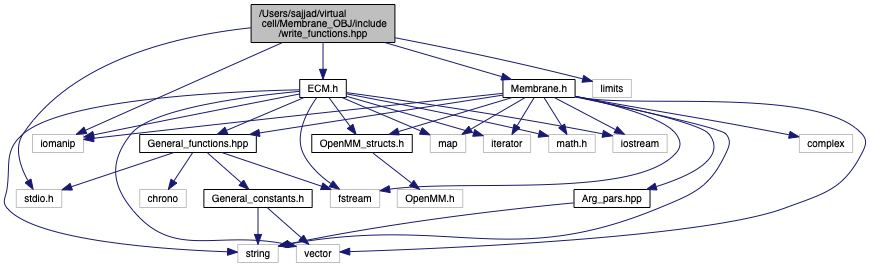 /Users/sajjad/virtual
cell/Membrane_OBJ/include
/write_functions.hpp
ECM.h
Membrane.h
limits
iomanip
General_functions.hpp
OpenMM_structs.h
map
iterator
math.h
iostream
complex
stdio.h
chrono
General_constants.h
fstream
OpenMM.h
Arg_pars.hpp
string
vector